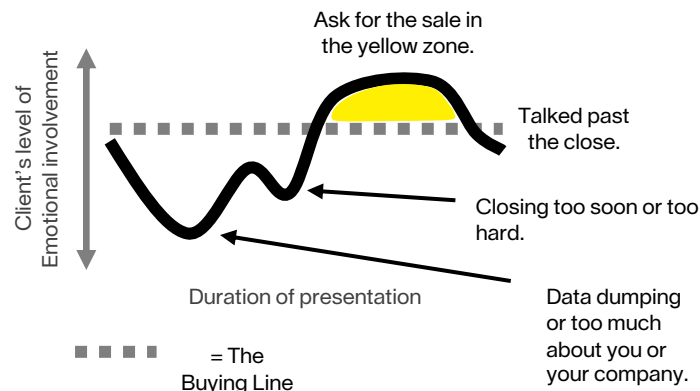 Ask for the sale in
the yellow zone.
Client’s level of
Emotional involvement
Talked past
the close.
Closing too soon or too
hard.
Duration of presentation
Data dumping
or too much
about you or
your company.
= The
Buying Line